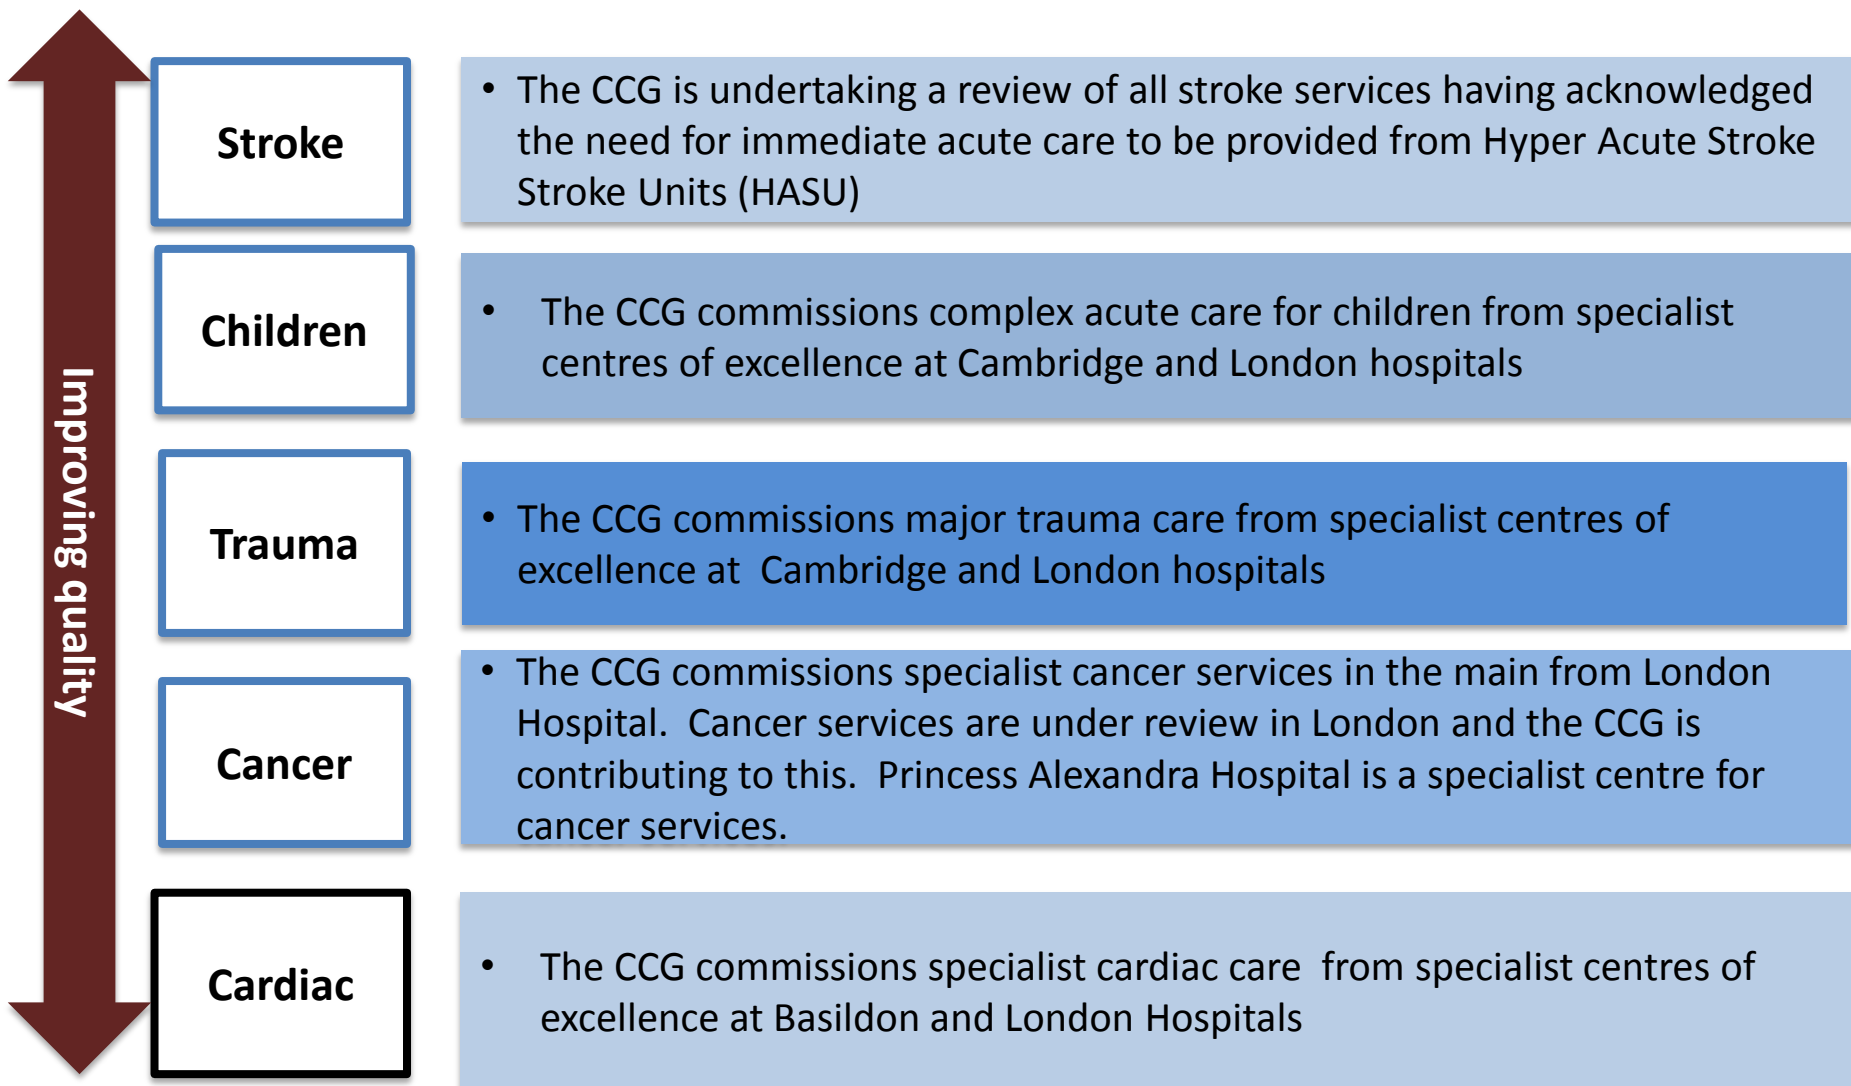 Improving quality
Stroke
• The CCG is undertaking a review of all stroke services having acknowledged
the need for immediate acute care to be provided from Hyper Acute Stroke
Stroke Units (HASU)
Children
• The CCG commissions complex acute care for children from specialist
centres of excellence at Cambridge and London hospitals
Trauma
• The CCG commissions major trauma care from specialist centres of
excellence at  Cambridge and London hospitals
Cancer
• The CCG commissions specialist cancer services in the main from London
Hospital.  Cancer services are under review in London and the CCG is
contributing to this.  Princess Alexandra Hospital is a specialist centre for
cancer services.
Cardiac
• The CCG commissions specialist cardiac care  from specialist centres of
excellence at Basildon and London Hospitals